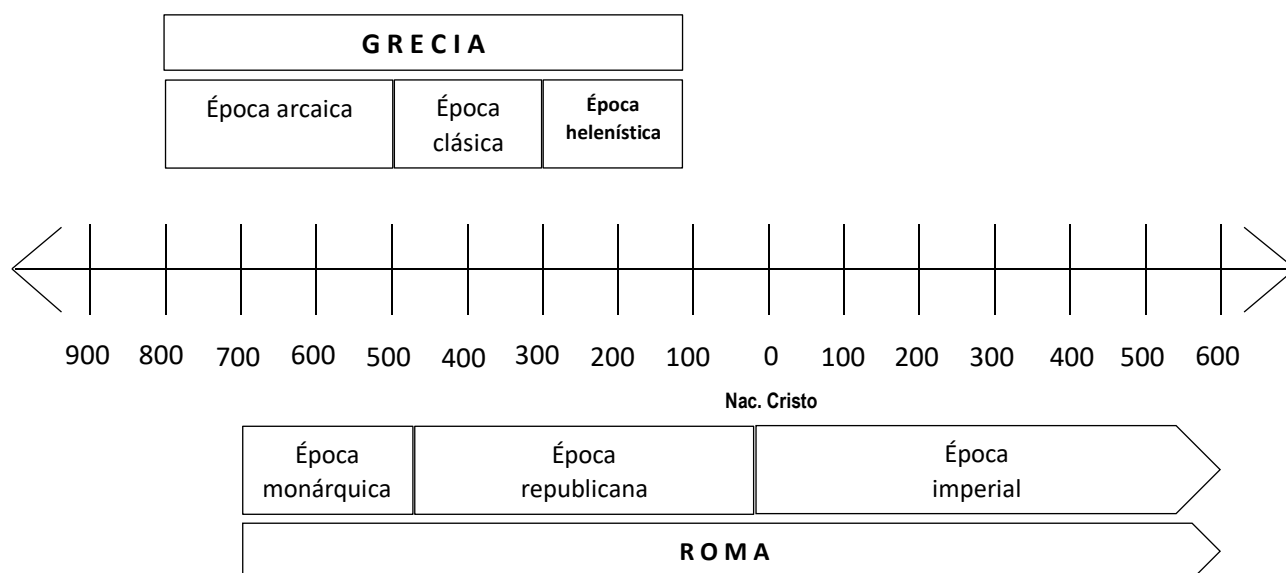 G R E C I A
Época arcaica
Época
clásica
Época
helenística
900 800 700 600 500 400 300 200 100 0 100 200 300 400 500 600
Nac. Cristo
Época
monárquica
Época
republicana
Época
imperial
R O M A